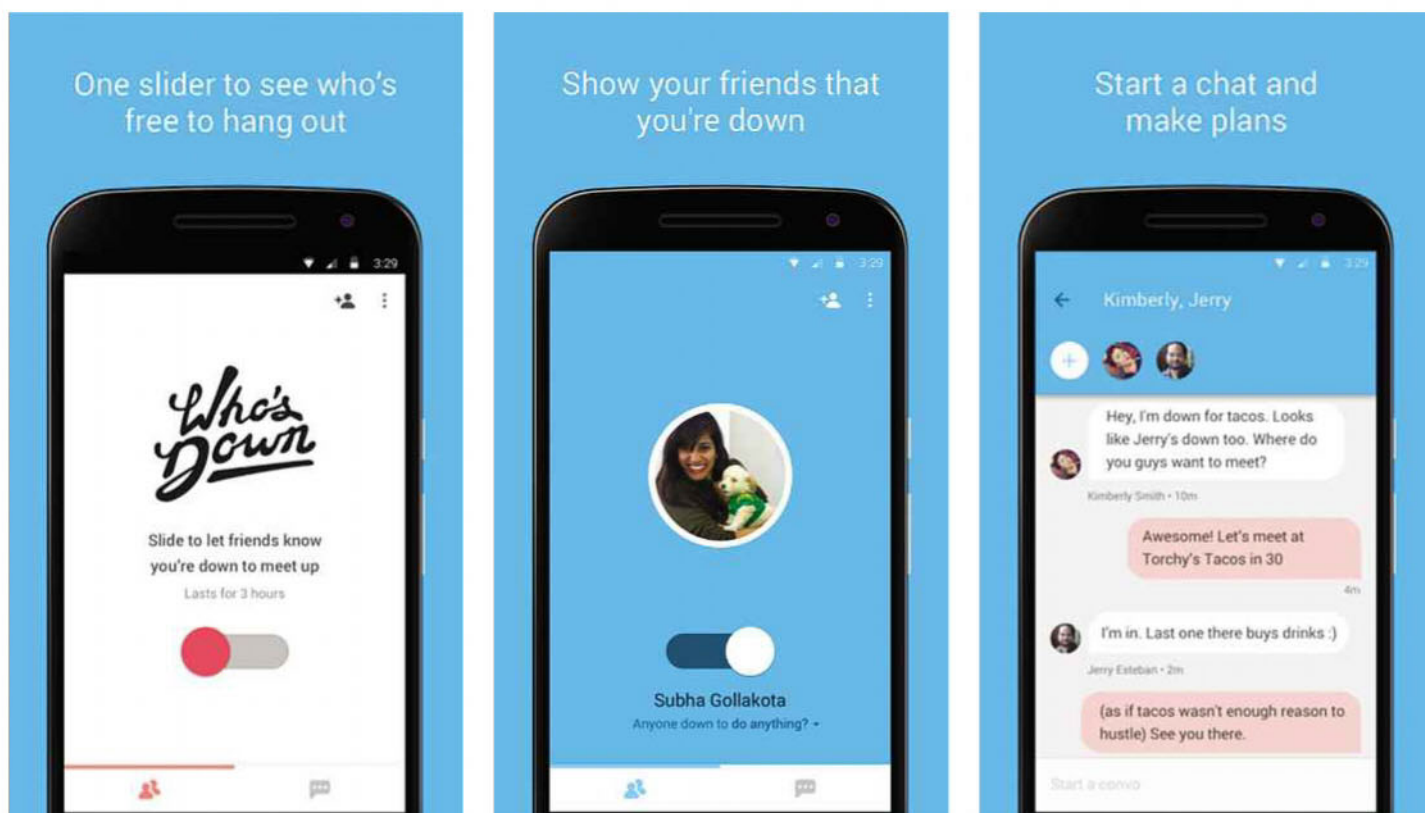 One slider to see who's
free to hang out
3:29
Who's
Down
Slide to let friends know
you're down to meet up
Lasts for 3 hours
Show your friends that
you're down
3:29
Subha Gollakota
Anyone down to do anything?
Start a chat and
make plans
3:29
Kimberly, Jerry
Hey, I'm down for tacos. Looks
like Jerry's down too. Where do
you guys want to meet?
Kimberly Smith • 10m
Awesome! Let's meet at
Torchy's Tacos in 30
4m
I'm in. Last one there buys drinks :)
Jerry Esteban • 2m
(as if tacos wasn't enough reason to
hustle) See you there.
Start a convo